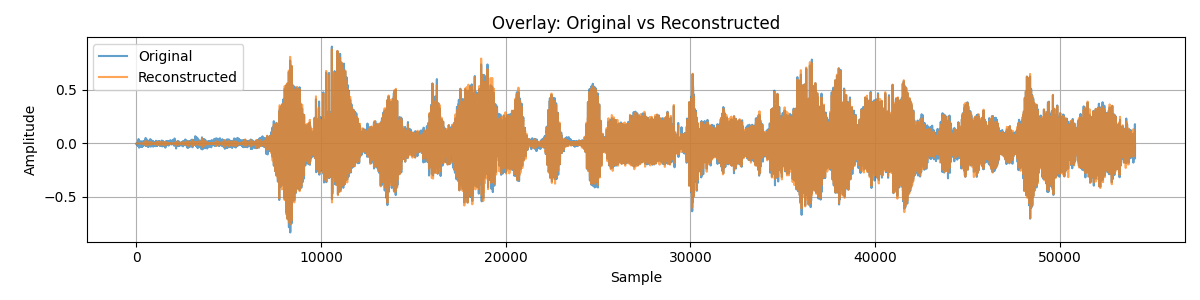 Overlay: Original vs Reconstructed
Original
Reconstructed
Amplitude
0.5
0.0
−0.5
0 10000 20000 30000 40000 50000
Sample